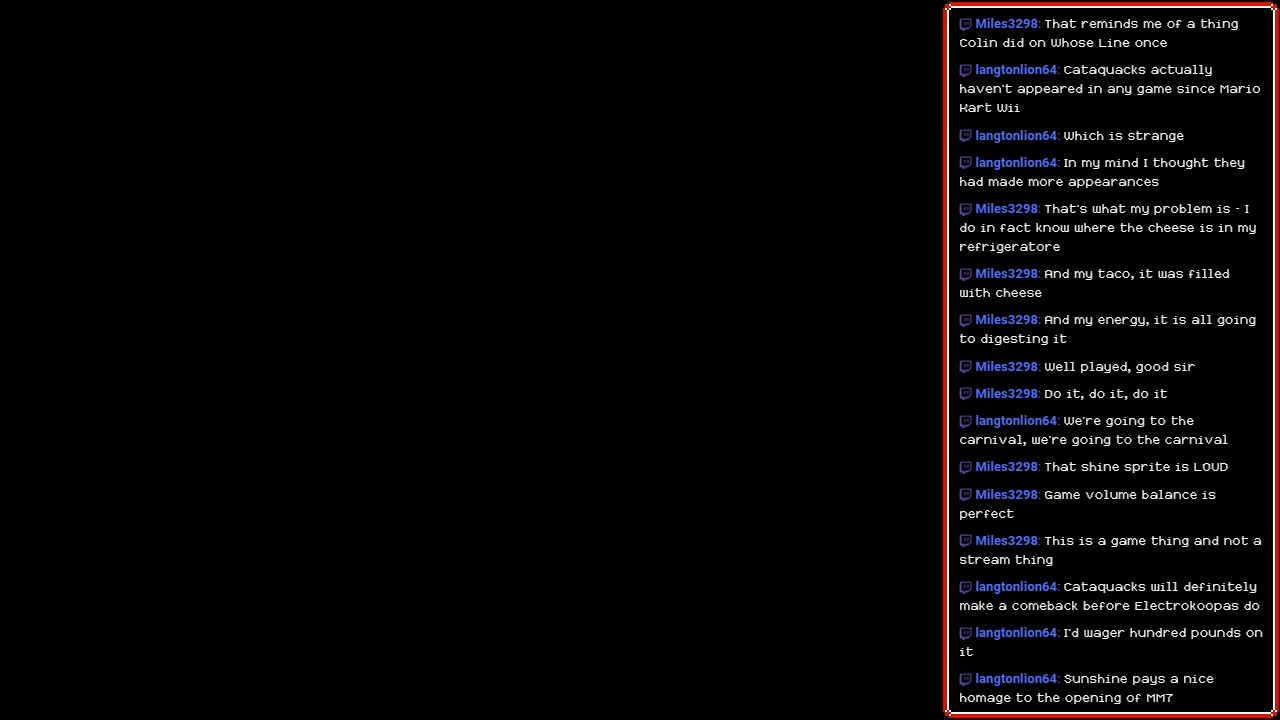 Miles3298: That reminds me of a thing
Colin did on Whose Line once
langtonlion64: Cataquacks actually
haven't appeared in any game since Mario
Kart Wii
langtonlion64: Which is strange
langtonlion64: In my mind I thought they
had made more appearances
Miles3298: That's what my problem is - I
do in fact know where the cheese is in my
refrigeratore
Miles3298: And my taco, it was filled
with cheese
Miles3298: And my energy, it is all going
to digesting it
Miles3298: Well played, good sir
Miles3298: Do it, do it, do it
langtonlion64: We're going to the
carnival, we're going to the carnival
Miles3298: That shine sprite is LOUD
Miles3298: Game volume balance is
perfect
Miles3298: This is a game thing and not a
stream thing
langtonlion64: Cataquacks will definitely
make a comeback before Electrokoopas do
langtonlion64: I'd wager hundred pounds on
it
langtonlion64: Sunshine pays a nice
homage to the opening of MM7